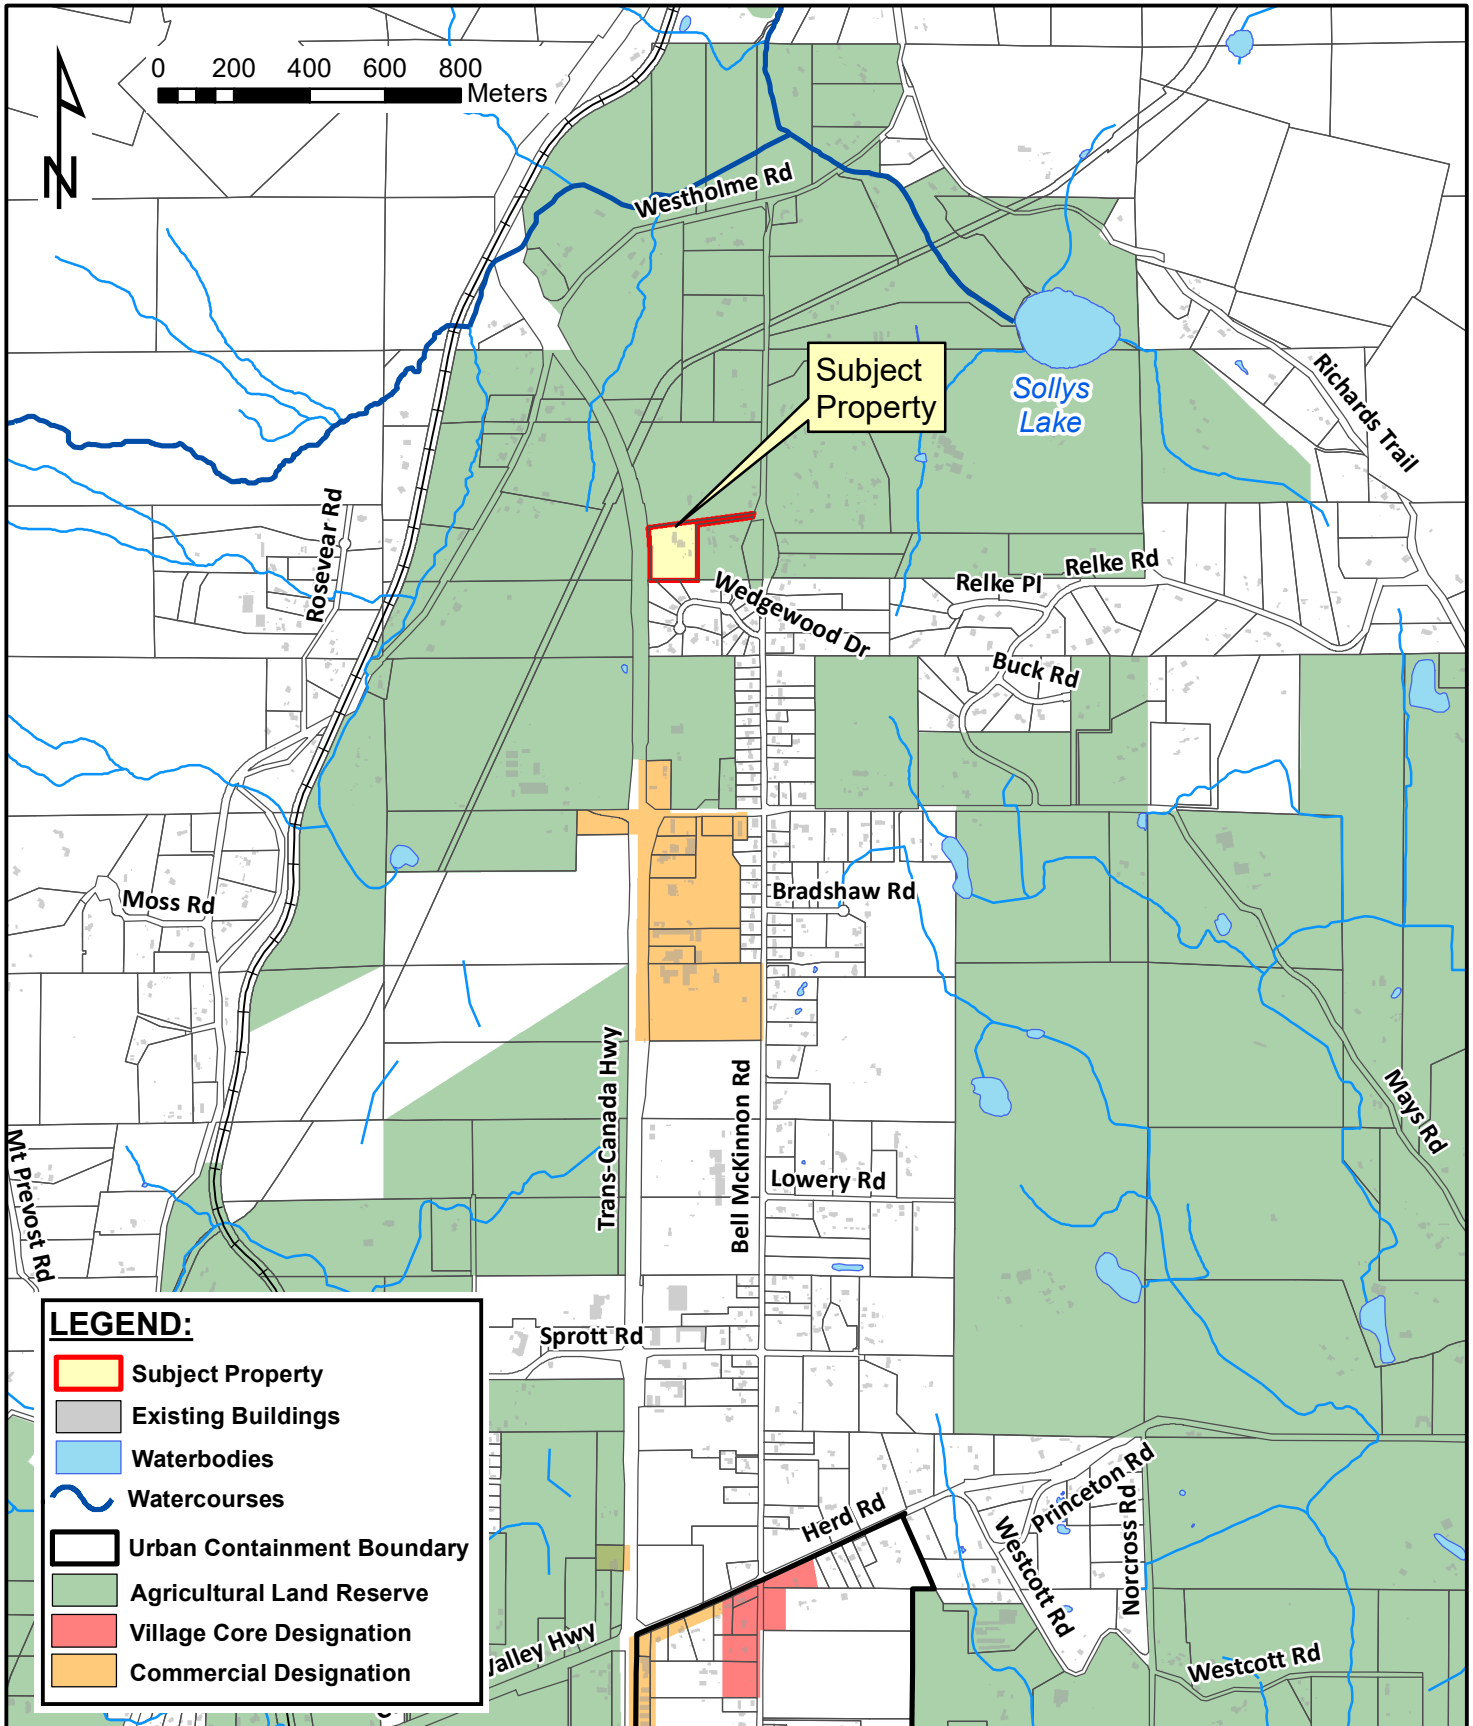 0 200 400 600 800
Meters
N
Westholme Rd
Subject
Property
Sollys
Lake
Richards Trail
Rosevear Rd
Wedgewood Dr
Relke Pl
Relke Rd
Buck Rd
Moss Rd
Bradshaw Rd
Trans-Canada Hwy
Bell McKinnon Rd
Mays Rd
Mt Prevost Rd
Lowery Rd
Sprott Rd
Herd Rd
Princeton Rd
Norcross Rd
Westcott Rd
Westcott Rd
Valley Hwy
LEGEND:
Subject Property
Existing Buildings
Waterbodies
Watercourses
Urban Containment Boundary
Agricultural Land Reserve
Village Core Designation
Commercial Designation